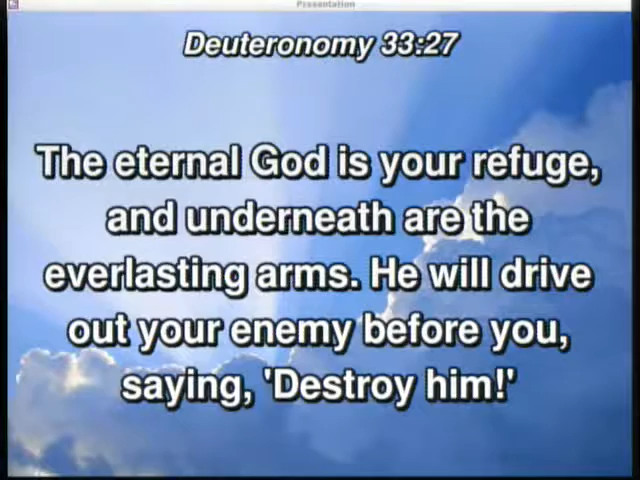 Presentation
Deuteronomy 33:27
The eternal God is your refuge,
and underneath are the
everlasting arms. He will drive
out your enemy before you,
saying, 'Destroy him!'